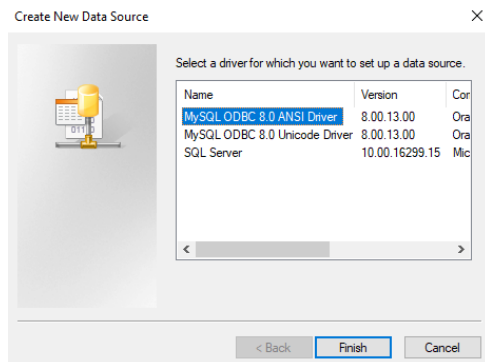 Create New Data Source
Select a driver for which you want to set up a data source.
Name Version Cor
MySQL ODBC 8.0 ANSI Driver 8.00.13.00 Ora
MySQL ODBC 8.0 Unicode Driver 8.00.13.00 Ora
SQL Server 10.00.16299.15 Mic
< Back Finish Cancel